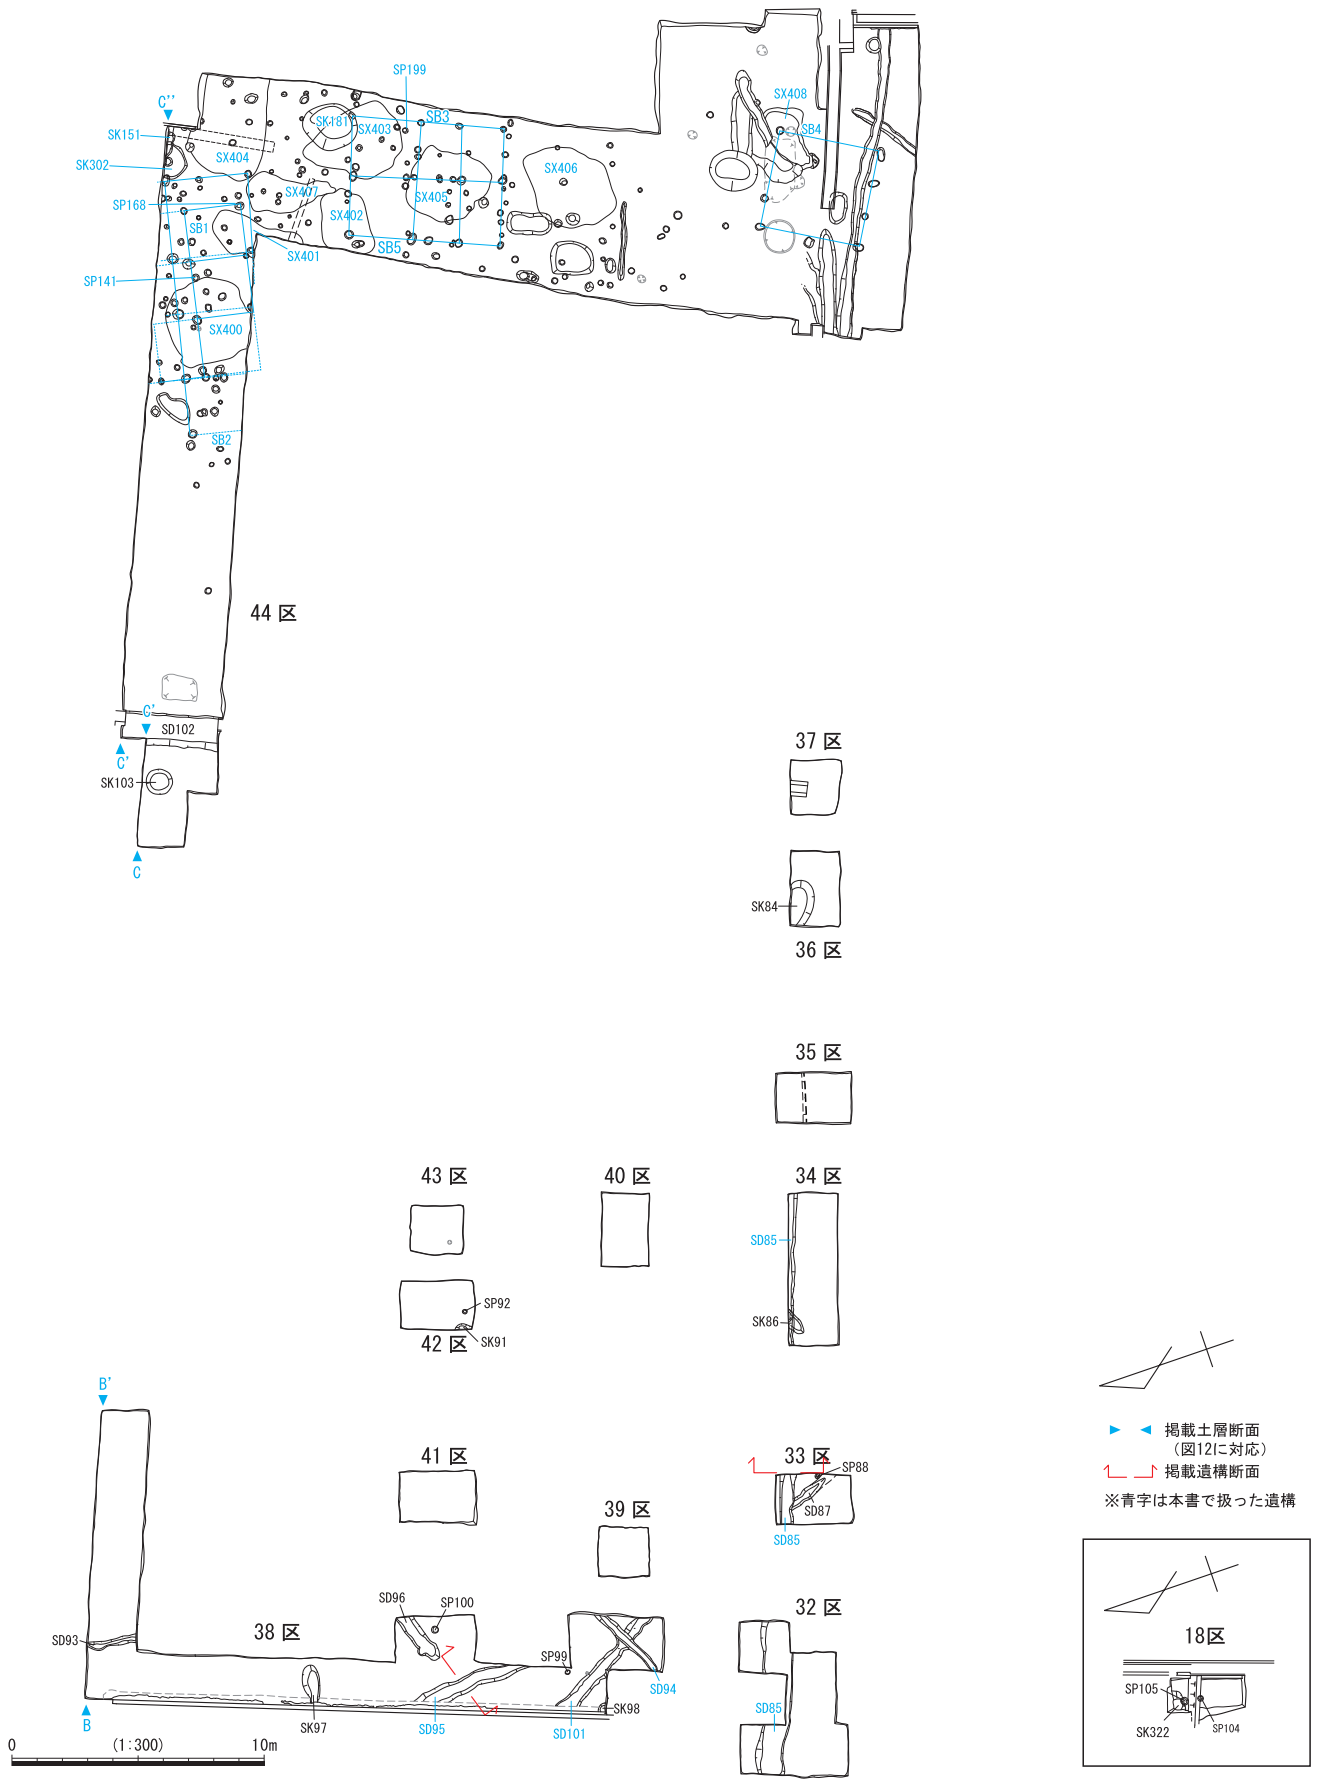 SP199
C''
SK151
SK302
SX404
SK181
SX403
SB3
SX408
SB4
SX406
SP168
SX407
SX405
SX402
SB1
SX401
SB5
SP141
SX400
SB2
44 区
C'
SD102
C'
SK103
C
37 区
SK84
36 区
35 区
43 区
40 区
34 区
SD85
SP92
SK86
SK91
42 区
B'
掲載土層断面
(図12に対応)
41 区
33 区
SP88
掲載遺構断面
SD87
※青字は本書で扱った遺構
39 区
SD85
SD96
SP100
32 区
38 区
SD93
18区
SP99
SD94
SP105
SK98
SD85
B
SK97
SD95
SD101
SK322
SP104
0 (1:300) 10m